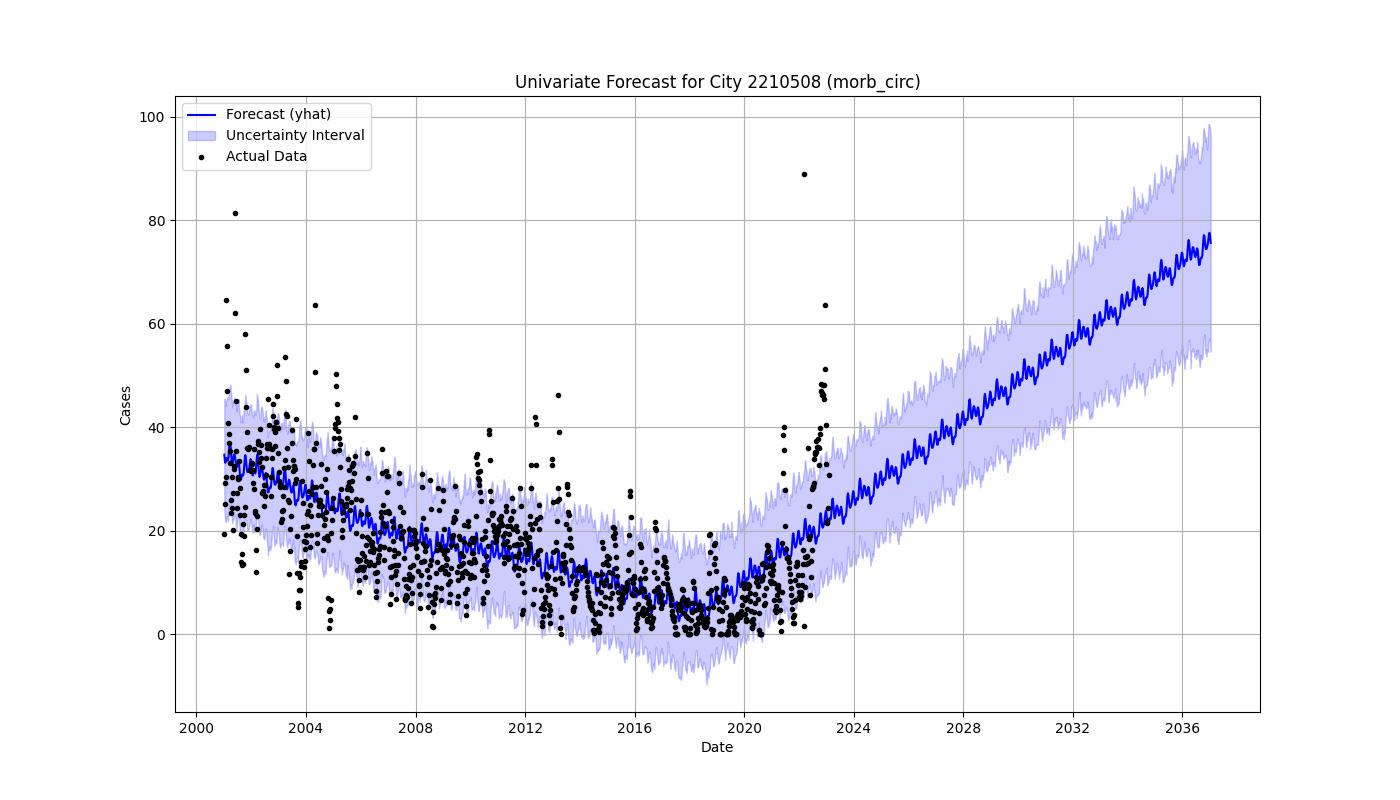 Univariate Forecast for City 2210508 (morb_circ)
Forecast (yhat)
Uncertainty Interval
Actual Data
100
80
60
40
20
0
Cases
2000 2004 2008 2012 2016 2020 2024 2028 2032 2036
Date